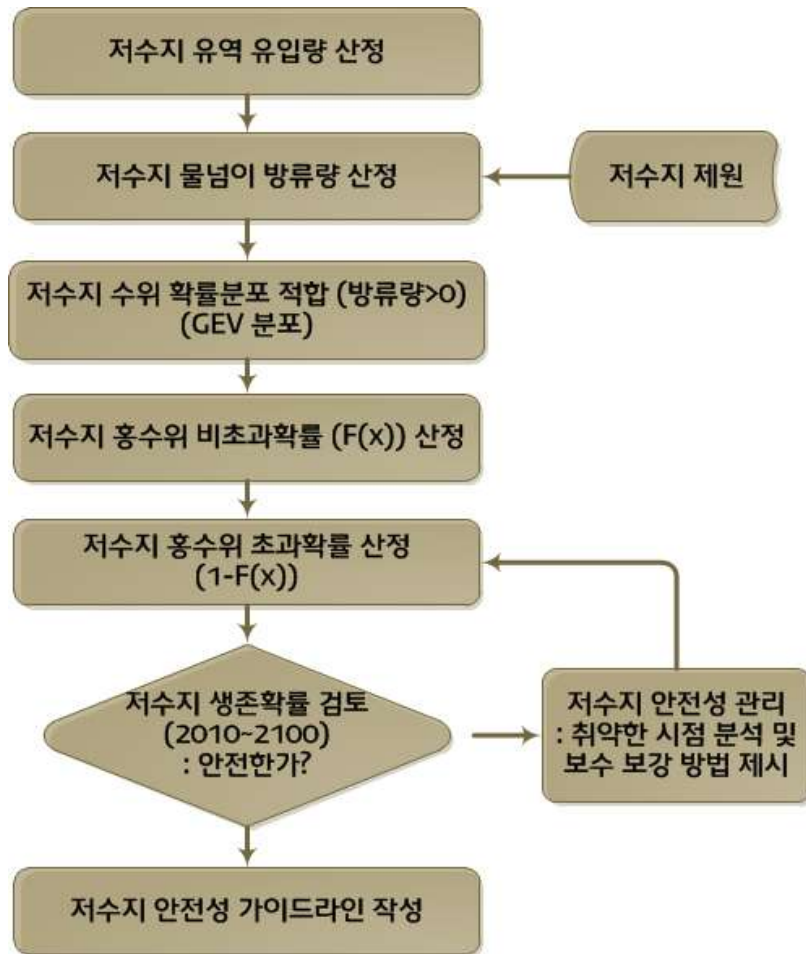 저수지 유역 유입량 산정
저수지 물넘이 방류량 산정
저수지 제원
저수지 수위 확률분포 적합 (방류량>0)
(GEV 분포)
저수지 홍수위 비초과확률 (F(x)) 산정
저수지 홍수위 초과확률 산정
(1-F(x))
저수지 생존확률 검토
(2010~2100)
: 안전한가?
저수지 안전성 관리
: 취약한 시점 분석 및
보수 보강 방법 제시
저수지 안전성 가이드라인 작성